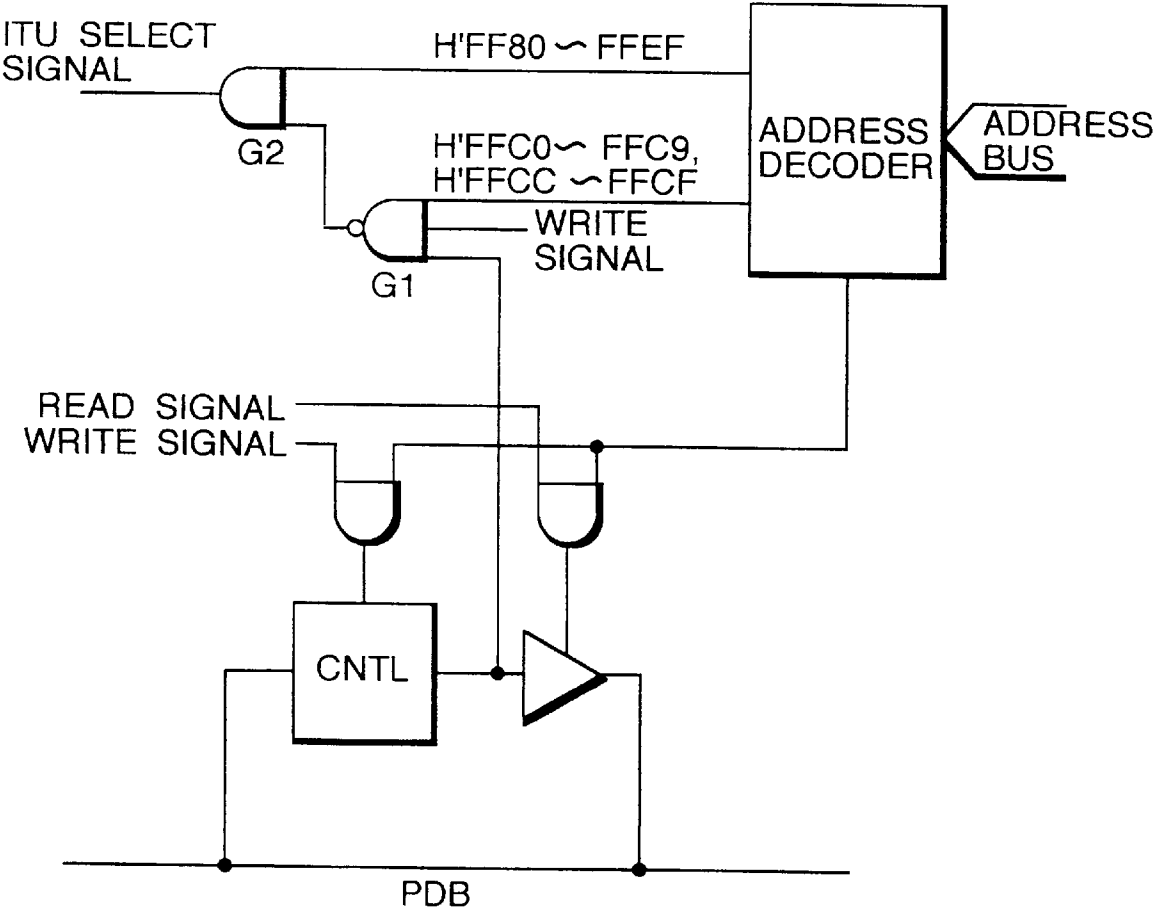 ITU SELECT
SIGNAL
H'FF80 ∼ FFEF
G2
H'FFC0 ∼ FFC9,
H'FFCC ∼ FFCF
WRITE
SIGNAL
G1
ADDRESS
DECODER
ADDRESS
BUS
READ SIGNAL
WRITE SIGNAL
CNTL
PDB